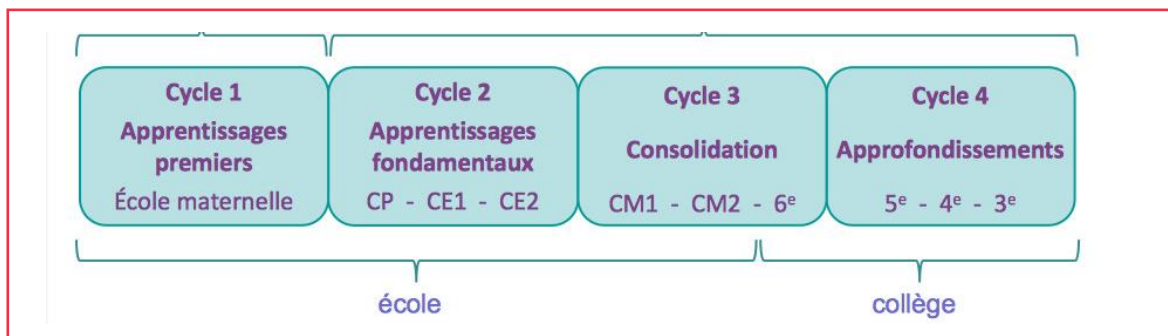 Cycle 1
Apprentissages
premiers
École maternelle
Cycle 2
Apprentissages
fondamentaux
CP - CE1 - CE2
Cycle 3
Consolidation
CM1 - CM2 - 6ᵉ
Cycle 4
Approfondissements
5ᵉ - 4ᵉ - 3ᵉ
école
collège